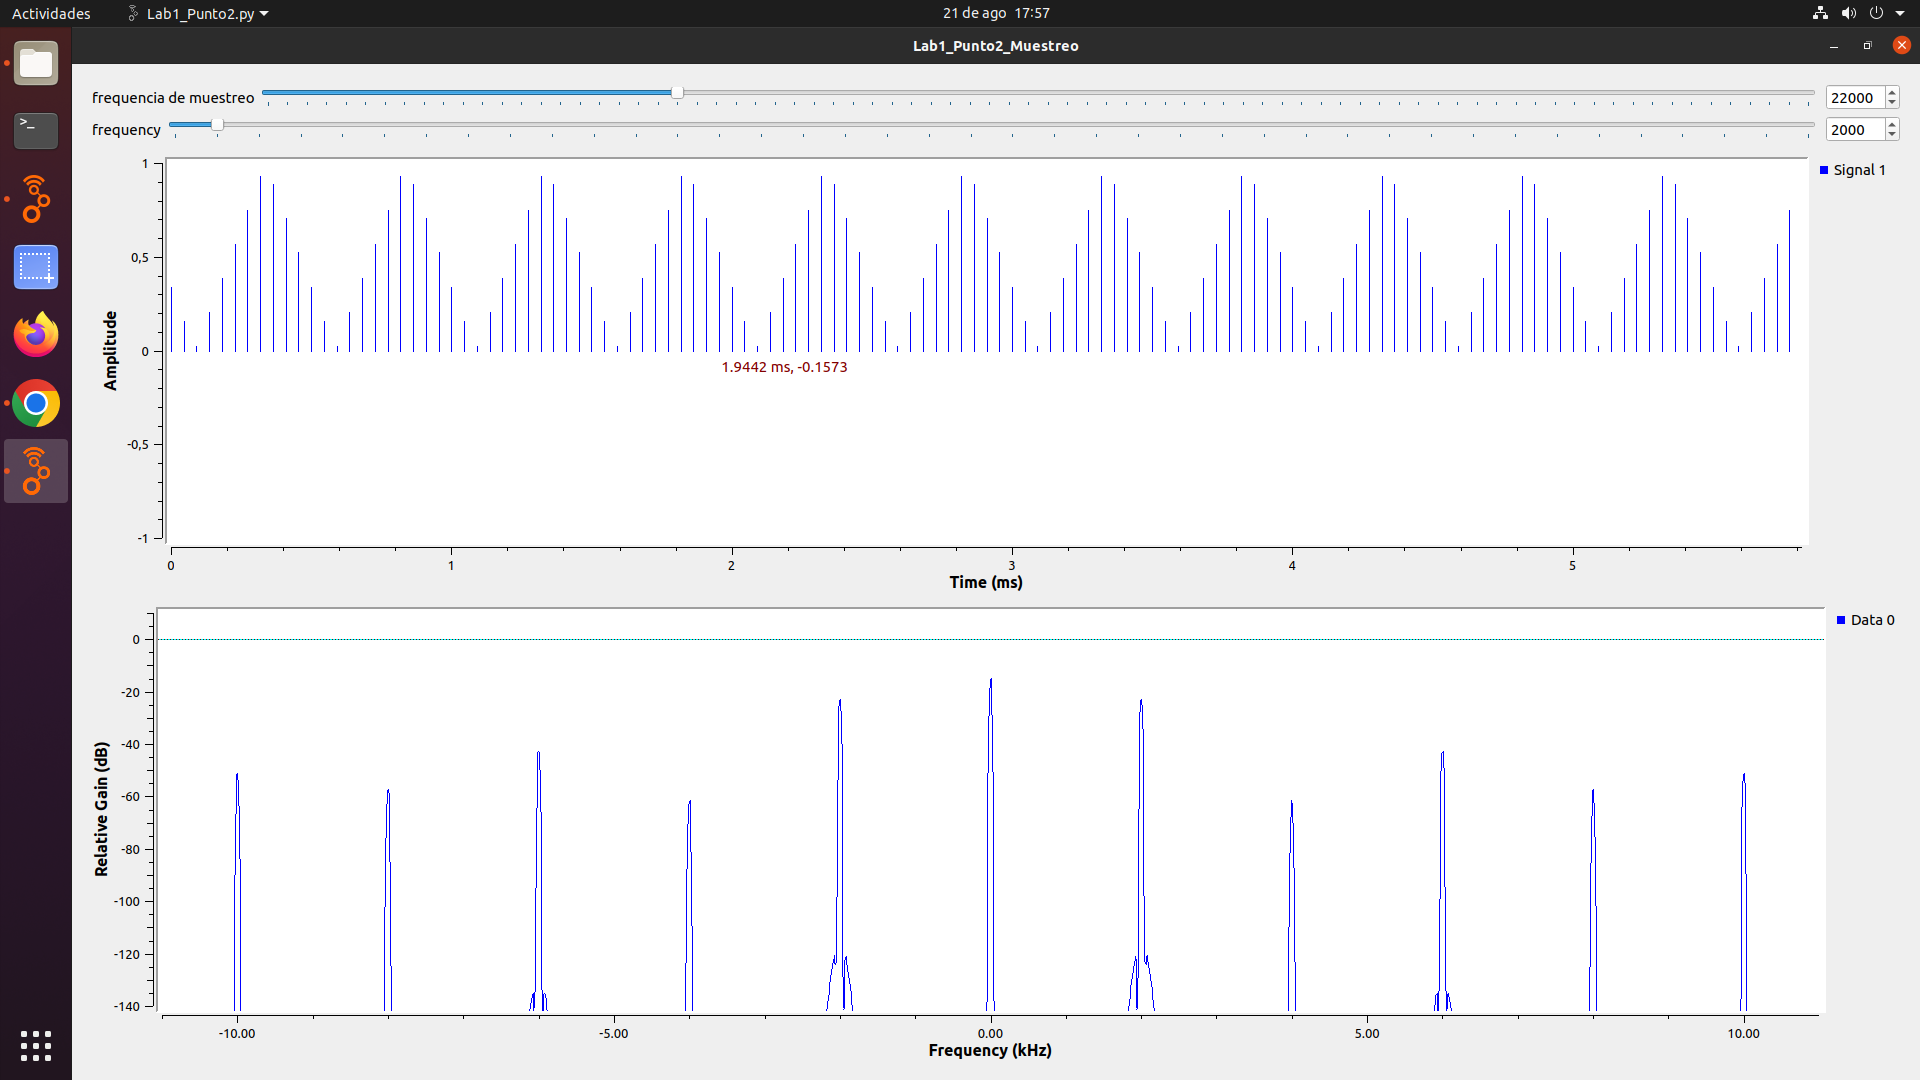 Actividades
Lab1_Punto2.py
21 de ago 17:57
Lab1_Punto2_Muestreo
frequencia de muestreo
22000
frequency
2000
1
0,5
0
-0,5
-1
Amplitude
1.9442 ms, -0.1573
Signal 1
0 1 2 3 4 5
Time (ms)
0
-20
-40
-60
-80
-100
-120
-140
Relative Gain (dB)
Data 0
-10.00 -5.00 0.00 5.00 10.00
Frequency (kHz)